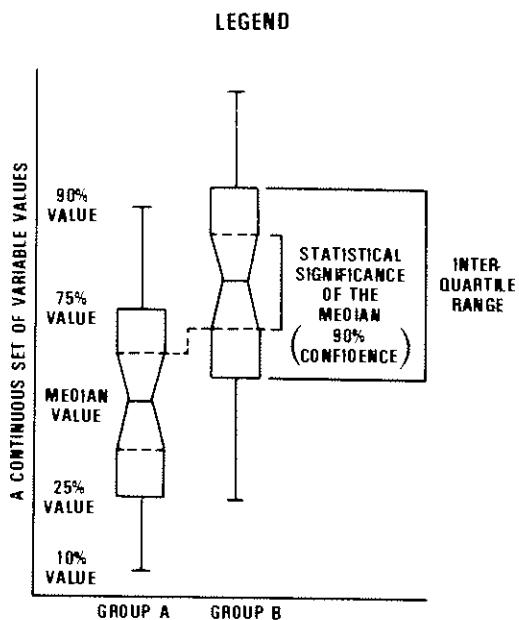 LEGEND
A CONTINUOUS SET OF VARIABLE VALUES
90%
VALUE
75%
VALUE
MEDIAN
VALUE
25%
VALUE
10%
VALUE
STATISTICAL
SIGNIFICANCE
OF THE
MEDIAN
(90%
CONFIDENCE)
INTER-
QUARTILE
RANGE
GROUP A
GROUP B